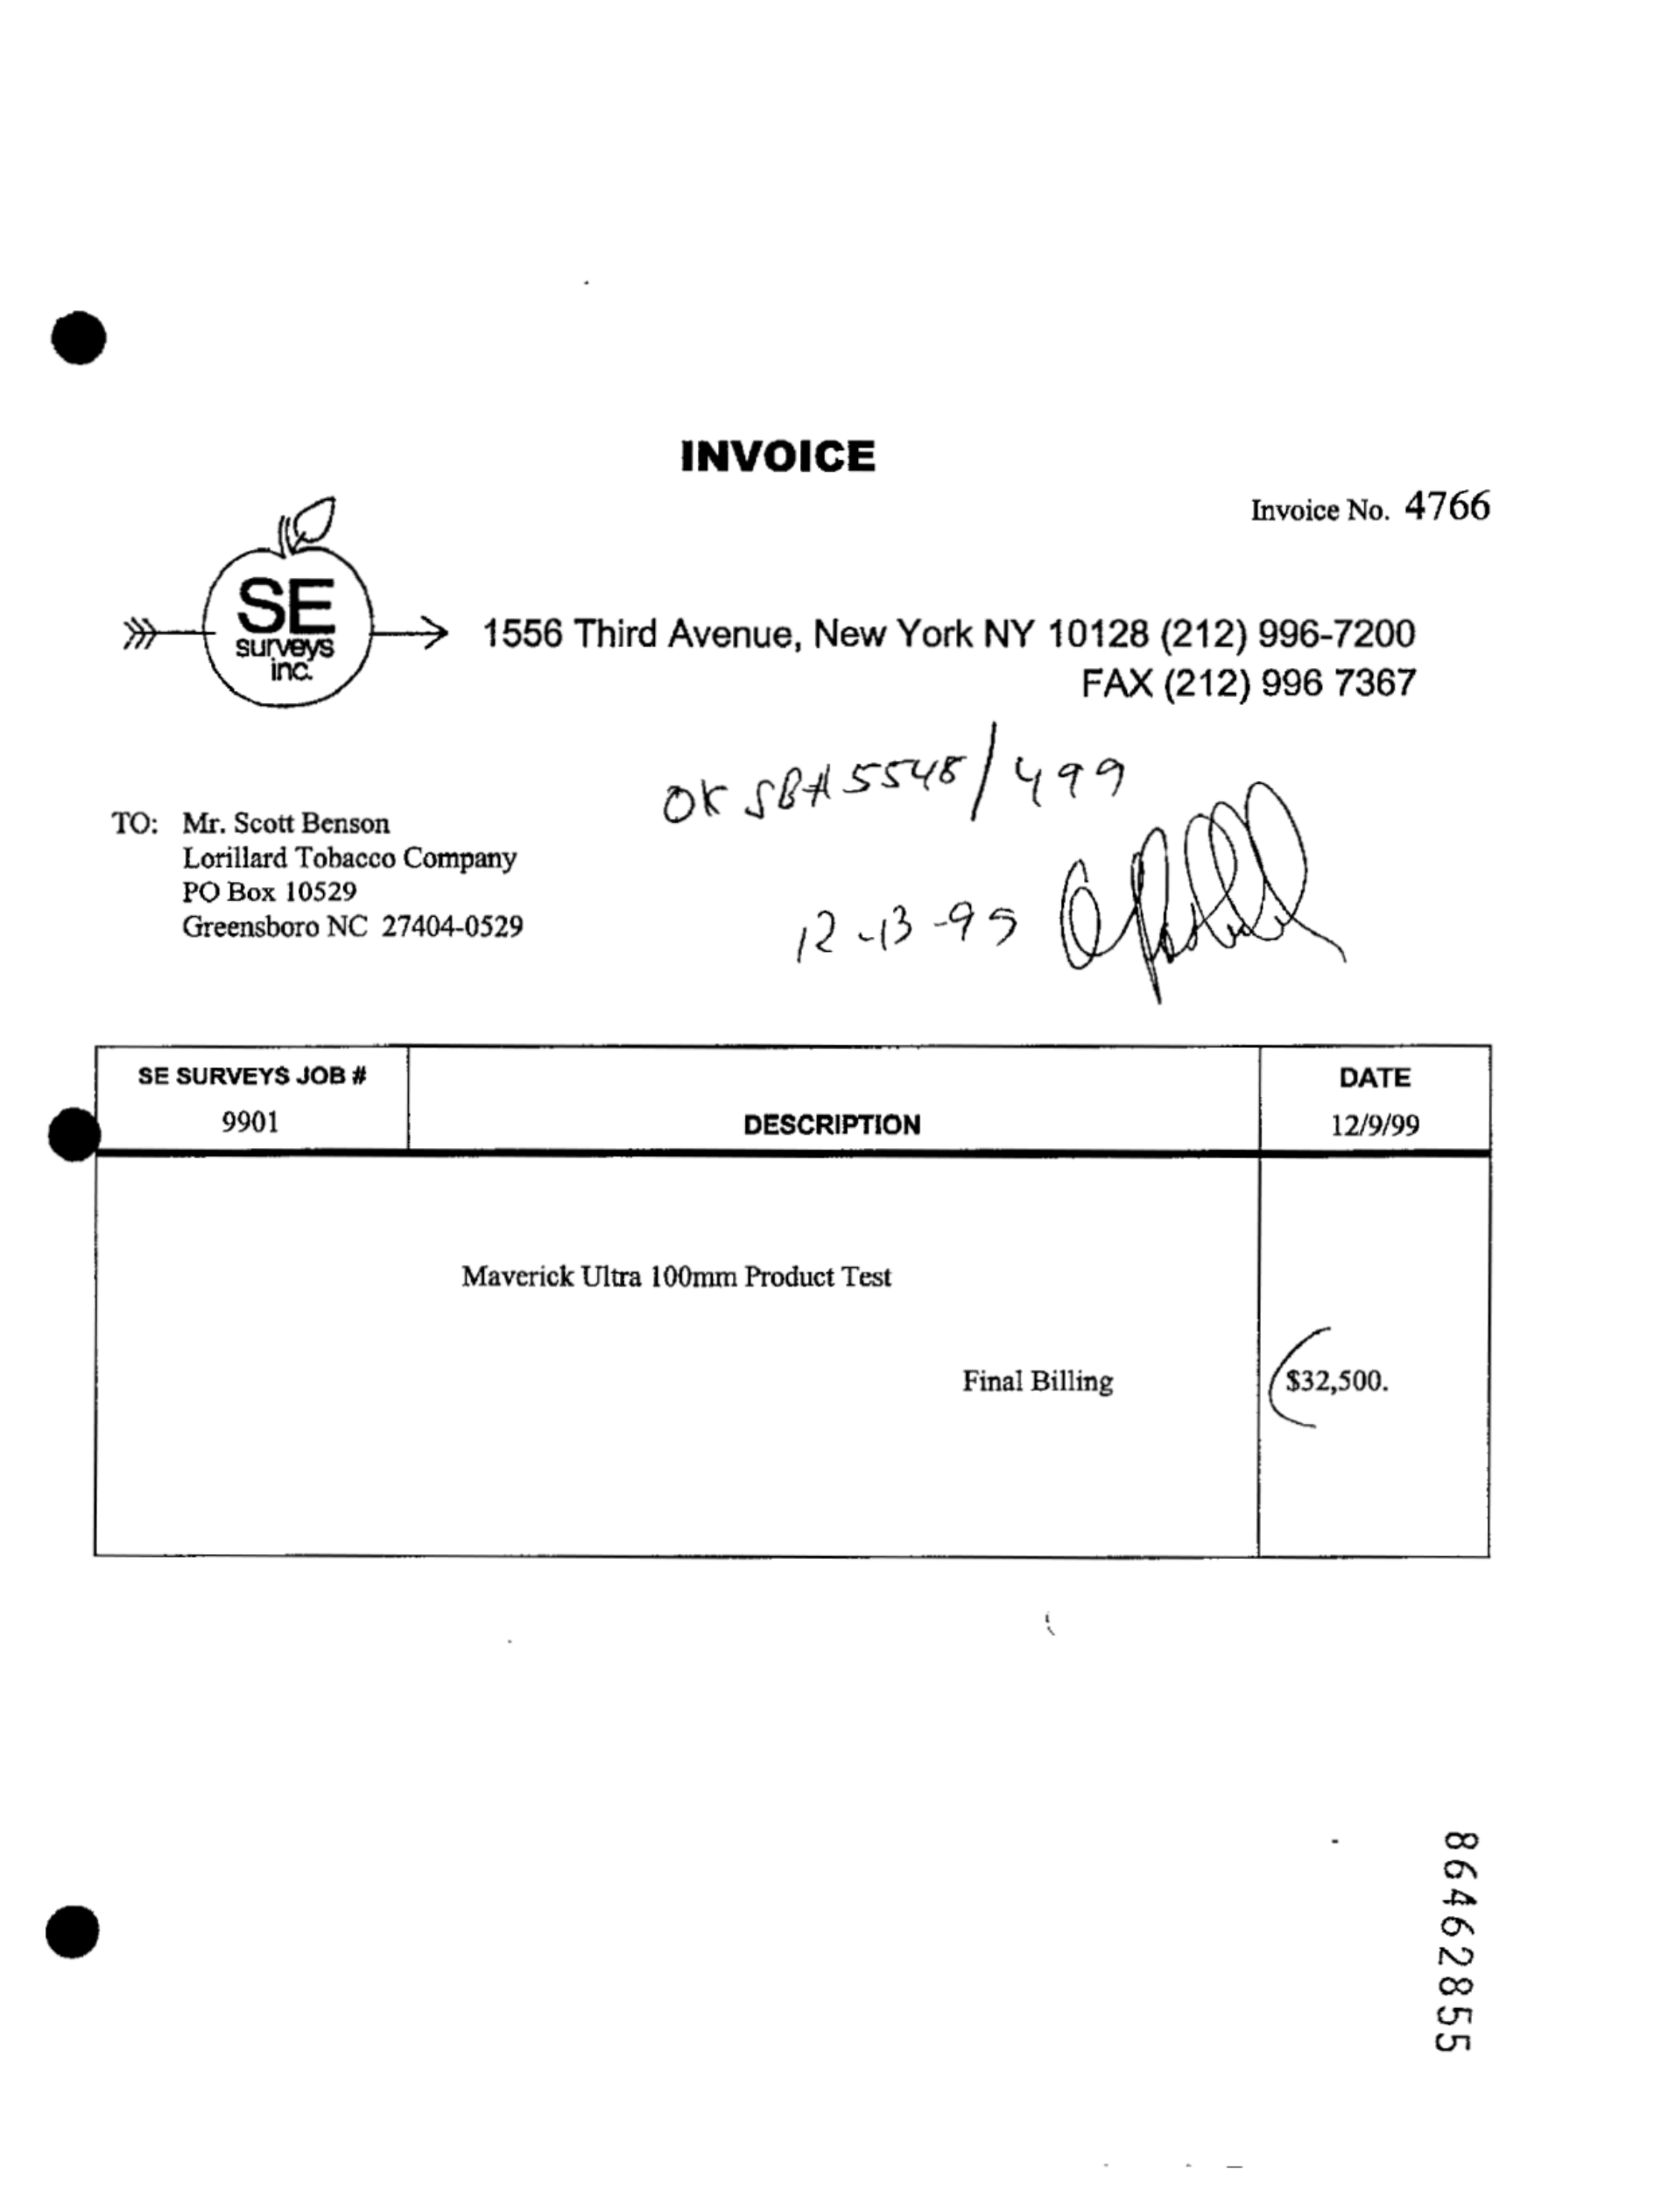 INVOICE
Invoice No. 4766
SE
surveys
inc.
1556 Third Avenue, New York NY 10128 (212) 996-7200
FAX (212) 996 7367
OK SB# 5548/499
TO: Mr. Scott Benson
Lorillard Tobacco Company
PO Box 10529
Greensboro NC 27404-0529
12-13-99
SE SURVEYS JOB #
9901
DESCRIPTION
DATE
12/9/99
Maverick Ultra 100mm Product Test
Final Billing
$32,500.
86462855